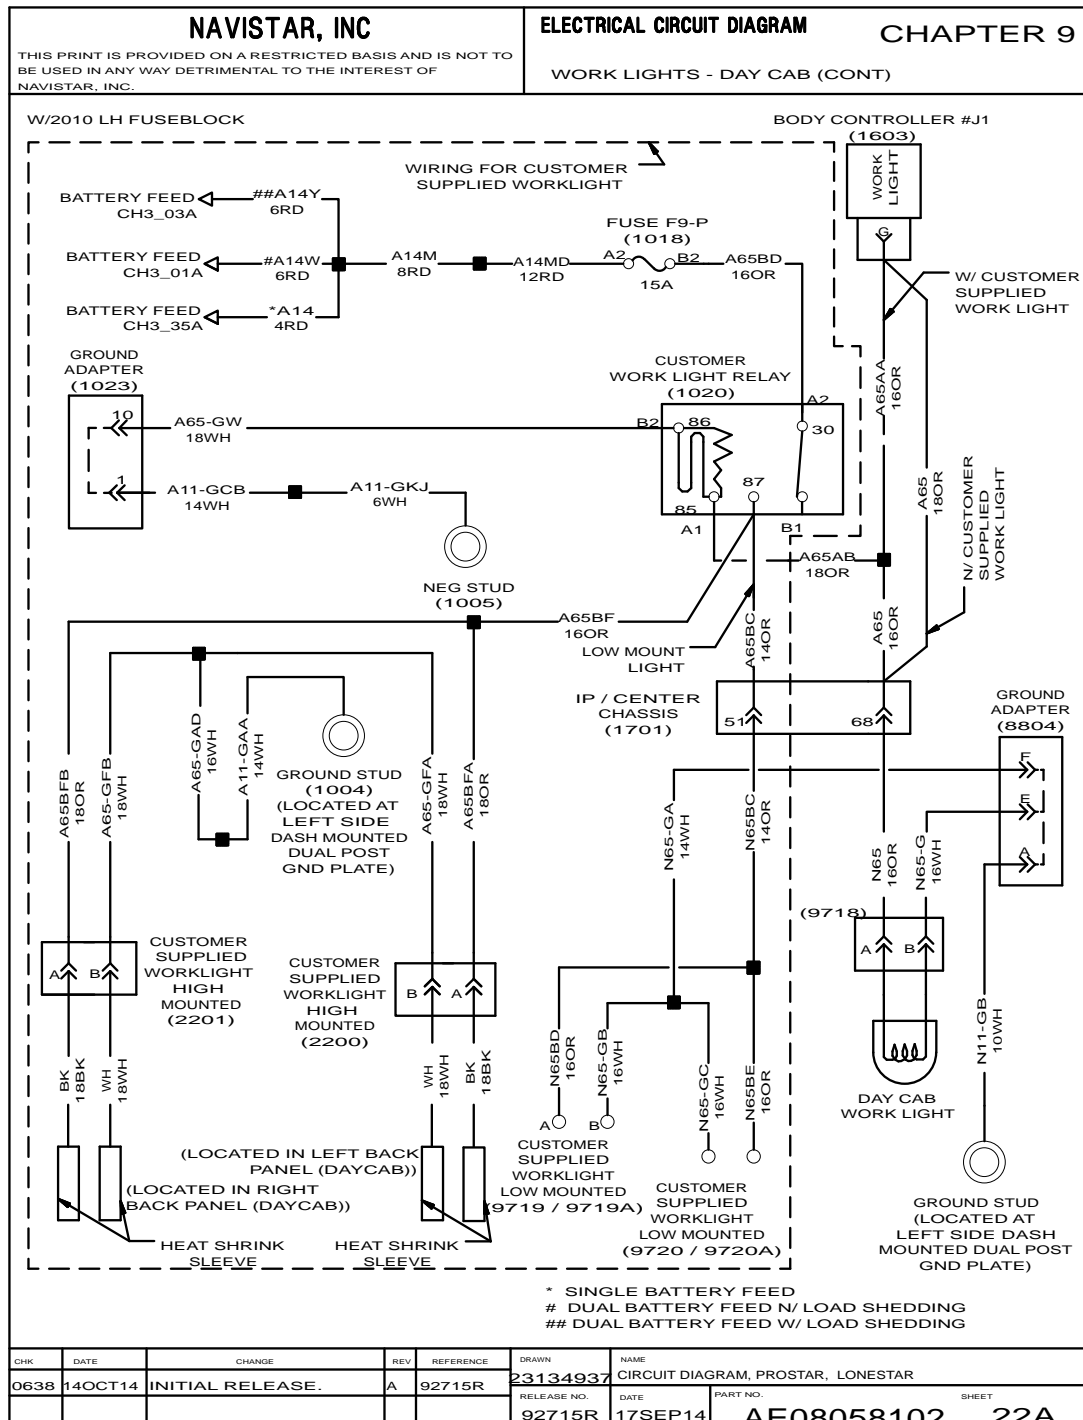 NAVISTAR, INC
THIS PRINT IS PROVIDED ON A RESTRICTED BASIS AND IS NOT TO
BE USED IN ANY WAY DETRIMENTAL TO THE INTEREST OF
NAVISTAR, INC.
ELECTRICAL CIRCUIT DIAGRAM
CHAPTER 9
WORK LIGHTS - DAY CAB (CONT)
W/2010 LH FUSEBLOCK
BODY CONTROLLER #J1
(1603)
WORK
LIGHT
G
WIRING FOR CUSTOMER
SUPPLIED WORKLIGHT
BATTERY FEED
CH3_03A
##A14Y
6RD
BATTERY FEED
CH3_01A
#A14W
6RD
BATTERY FEED
CH3_35A
*A14
4RD
A14M
8RD
A14MD
12RD
FUSE F9-P
(1018)
A2
B2
15A
A65BD
16OR
W/ CUSTOMER
SUPPLIED
WORK LIGHT
GROUND
ADAPTER
(1023)
10
1
A65-GW
18WH
A11-GCB
14WH
A11-GKJ
6WH
NEG STUD
(1005)
CUSTOMER
WORK LIGHT RELAY
(1020)
A2
B2
86
30
87
85
A1
B1
A65AA
16OR
A65
18OR
N/ CUSTOMER
SUPPLIED
WORK LIGHT
A65AB
18OR
A65BF
16OR
LOW MOUNT
LIGHT
A65BC
14OR
A65
16OR
IP / CENTER
CHASSIS
(1701)
51
68
GROUND
ADAPTER
(8804)
F
E
A
A65BFB
18OR
A65-GFB
18WH
A65-GAD
16WH
A11-GAA
14WH
GROUND STUD
(1004)
(LOCATED AT
LEFT SIDE
DASH MOUNTED
DUAL POST
GND PLATE)
A65-GFA
18WH
A65BFA
18OR
N65-GA
14WH
N65BC
14OR
N65
16OR
N65-G
16WH
(9718)
A
B
A
B
CUSTOMER
SUPPLIED
WORKLIGHT
HIGH
MOUNTED
(2201)
CUSTOMER
SUPPLIED
WORKLIGHT
HIGH
MOUNTED
(2200)
B
A
BK
18BK
WH
18WH
WH
18WH
BK
18BK
N65BD
16OR
N65-GB
16WH
N65-GC
16WH
N65BE
16OR
N11-GB
10WH
DAY CAB
WORK LIGHT
A
B
CUSTOMER
SUPPLIED
WORKLIGHT
LOW MOUNTED
(9719 / 9719A)
CUSTOMER
SUPPLIED
WORKLIGHT
LOW MOUNTED
(9720 / 9720A)
(LOCATED IN LEFT BACK
PANEL (DAYCAB))
(LOCATED IN RIGHT
BACK PANEL (DAYCAB))
HEAT SHRINK
SLEEVE
HEAT SHRINK
SLEEVE
GROUND STUD
(LOCATED AT
LEFT SIDE DASH
MOUNTED DUAL POST
GND PLATE)
* SINGLE BATTERY FEED
# DUAL BATTERY FEED N/ LOAD SHEDDING
## DUAL BATTERY FEED W/ LOAD SHEDDING
CHK DATE CHANGE REV REFERENCE
0638 14OCT14 INITIAL RELEASE. A 92715R
DRAWN
23134937
NAME
CIRCUIT DIAGRAM, PROSTAR, LONESTAR
RELEASE NO.
92715R
DATE
17SEP14
PART NO.
AE08058102
SHEET
22A